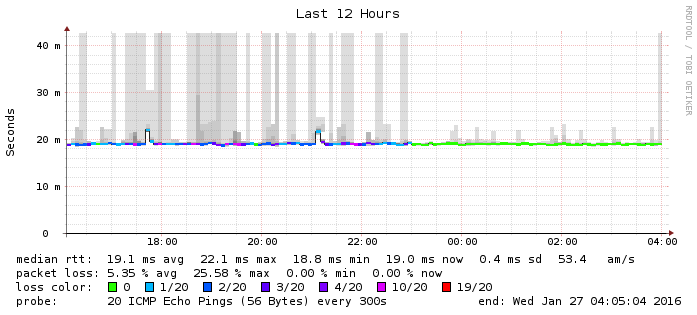 Last 12 Hours
RRDTOOL / TOBI OETIKER
Seconds
40 m
30 m
20 m
10 m
0
18:00 20:00 22:00 00:00 02:00 04:00
median rtt: 19.1 ms avg 22.1 ms max 18.8 ms min 19.0 ms now 0.4 ms sd 53.4 am/s
packet loss: 5.35 % avg 25.58 % max 0.00 % min 0.00 % now
loss color: 0 1/20 2/20 3/20 4/20 10/20 19/20
probe: 20 ICMP Echo Pings (56 Bytes) every 300s end: Wed Jan 27 04:05:04 2016